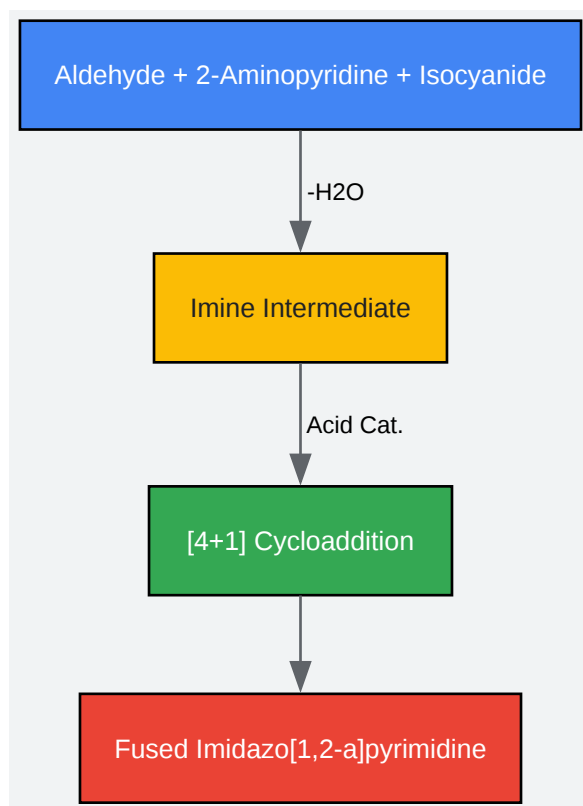 Aldehyde + 2-Aminopyridine + Isocyanide
-H2O
Imine Intermediate
Acid Cat.
[4+1] Cycloaddition
Fused Imidazo[1,2-a]pyrimidine